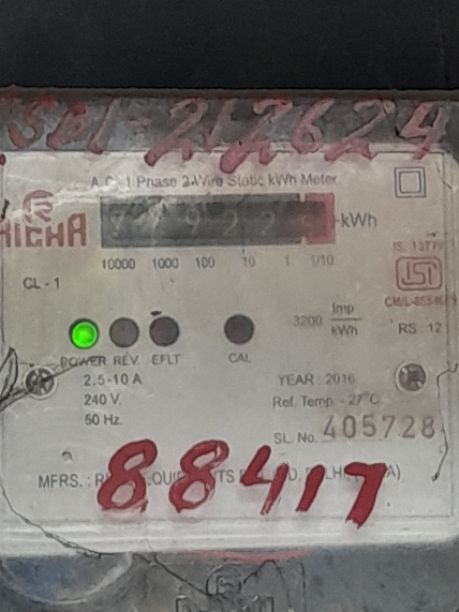 212624
A.C. 1 Phase 2-Wire Static kWh Meter
RICHA
kWh
10000 1000 100 10 1 1/10
CL - 1
ISI
3200 Imp/kWh
RS. 12
POWER REV. EFLT CAL
2.5-10 A
240 V.
50 Hz.
YEAR : 2016
Ref. Temp. - 27°C
SL. No. 405728
MFRS. :
88417